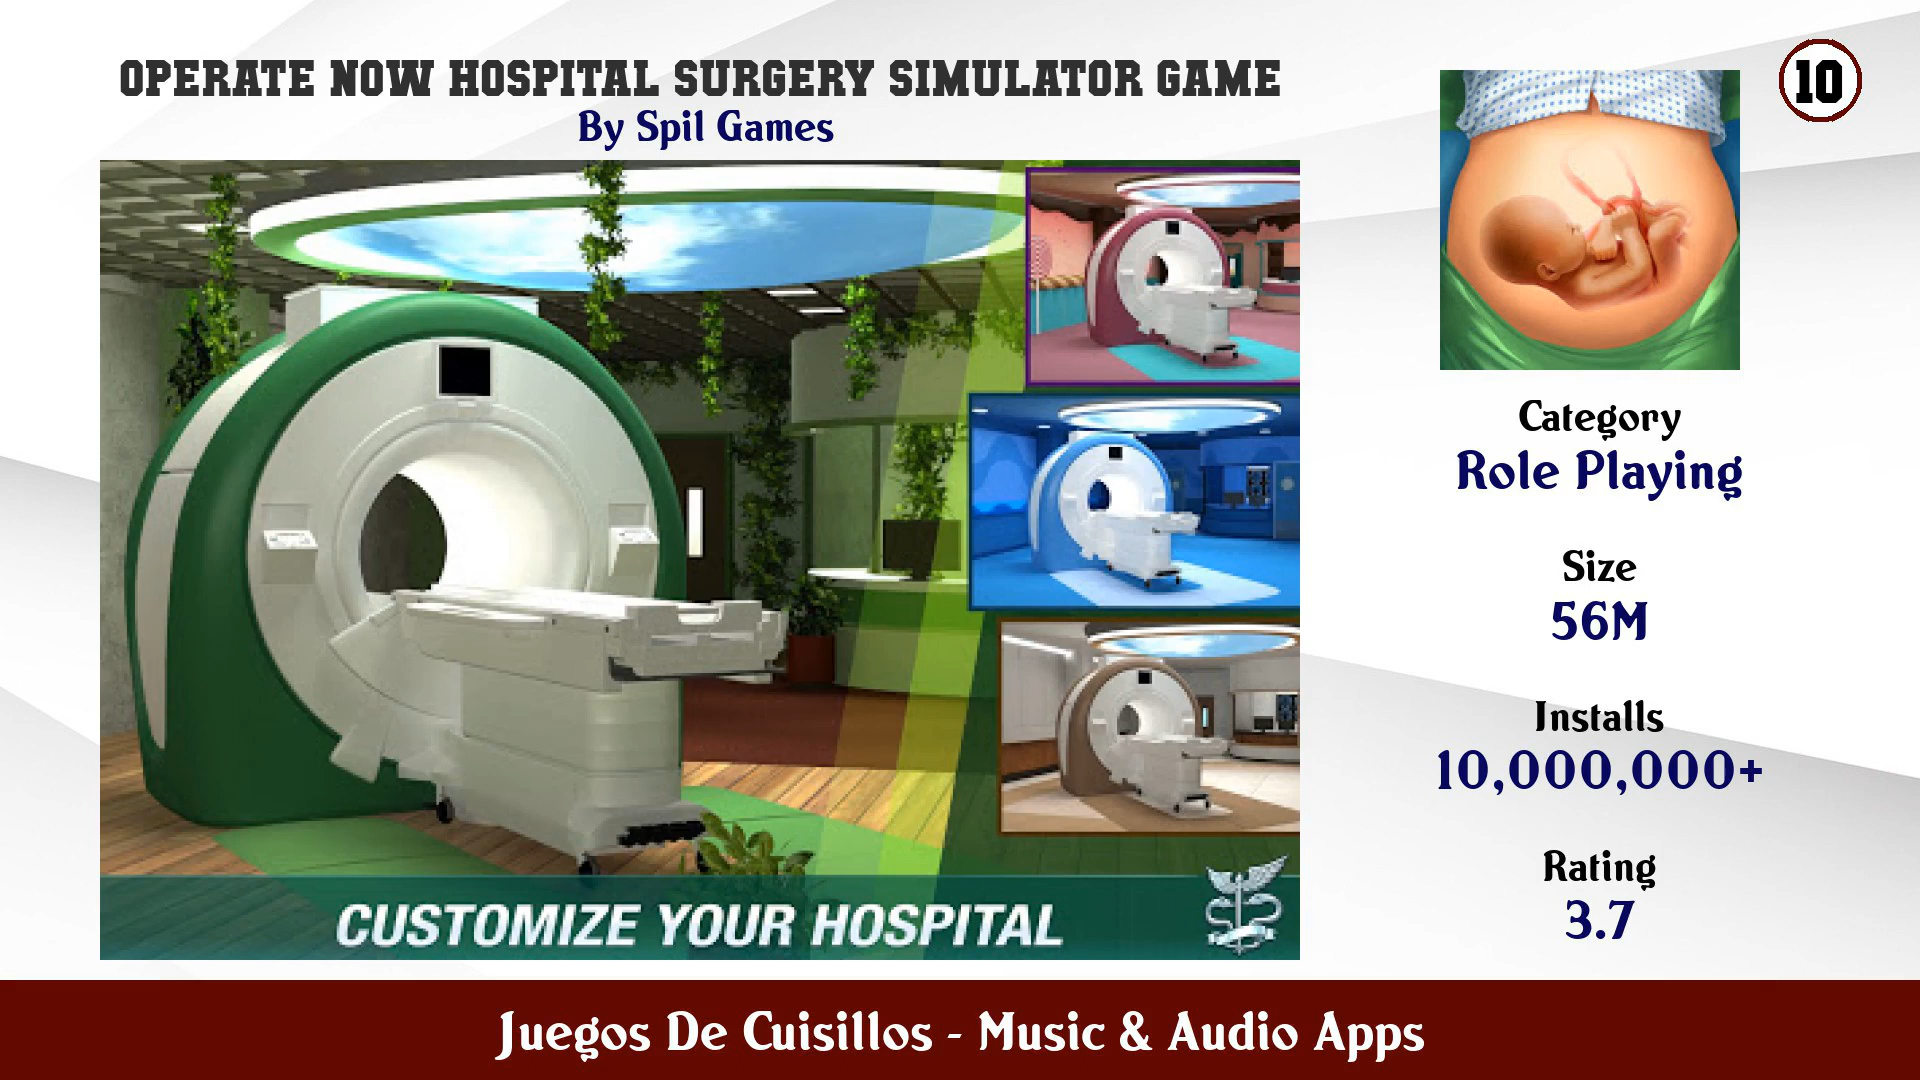 OPERATE NOW HOSPITAL SURGERY SIMULATOR GAME
By Spil Games
10
CUSTOMIZE YOUR HOSPITAL
Category
Role Playing
Size
56M
Installs
10,000,000+
Rating
3.7
Juegos De Cuisillos - Music & Audio Apps